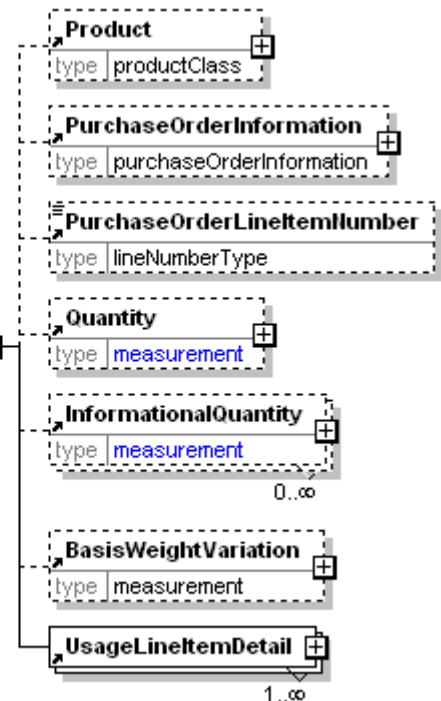 Product
type productClass
PurchaseOrderInformation
type purchaseOrderInformation
PurchaseOrderLineItemNumber
type lineNumberType
Quantity
type measurement
InformationalQuantity
type measurement
0..∞
BasisWeightVariation
type measurement
UsageLineItemDetail
1..∞